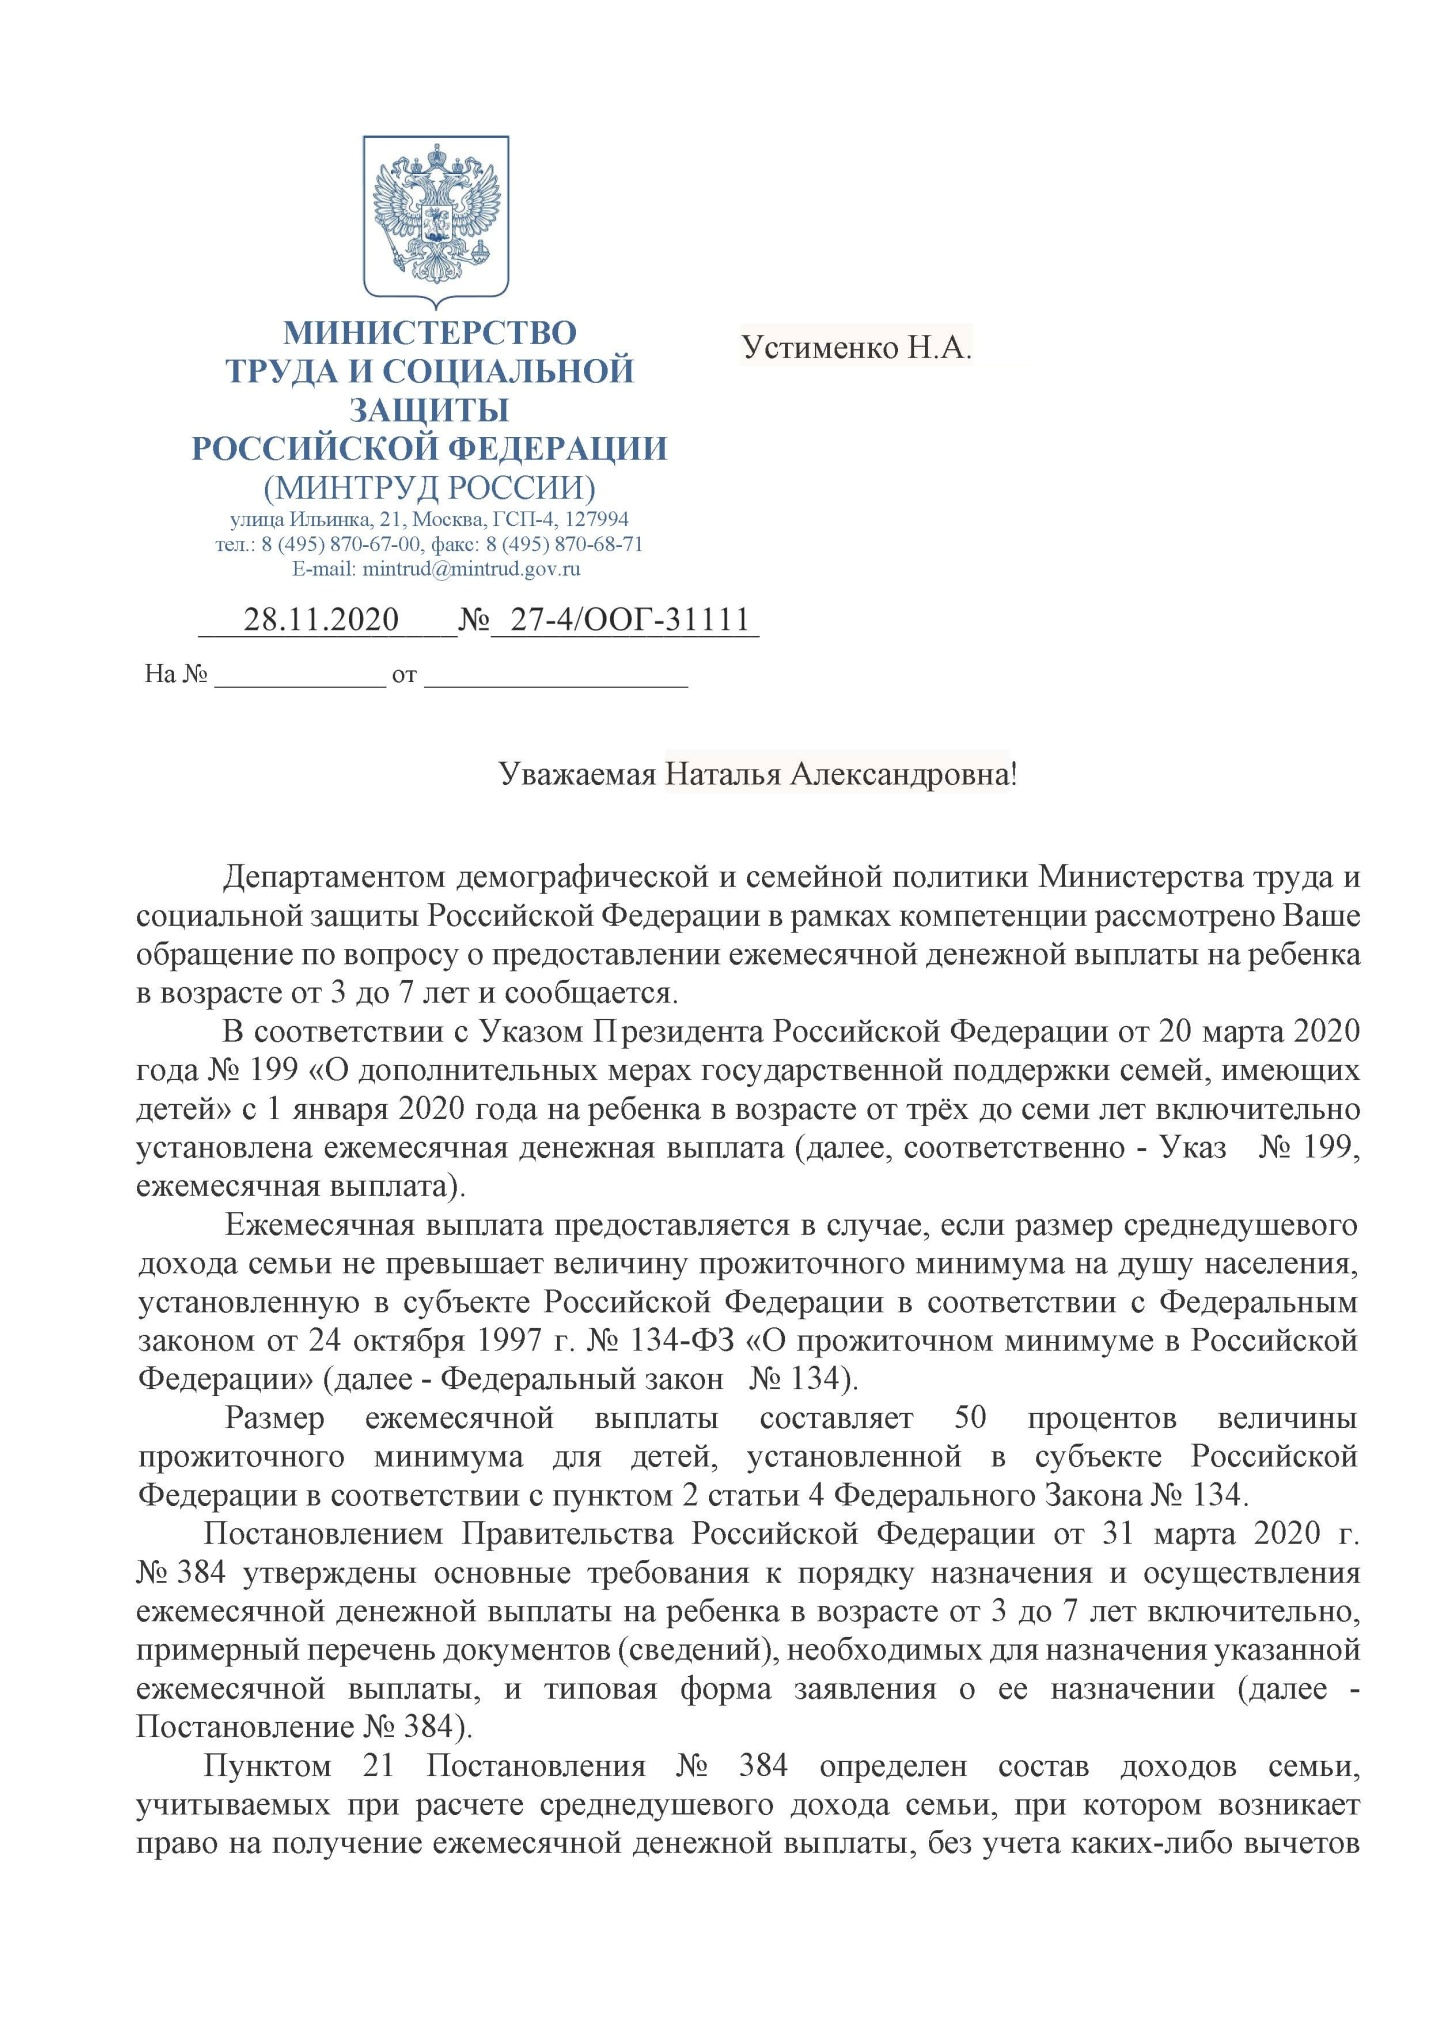 МИНИСТЕРСТВО
ТРУДА И СОЦИАЛЬНОЙ
ЗАЩИТЫ
РОССИЙСКОЙ ФЕДЕРАЦИИ
(МИНТРУД РОССИИ)
улица Ильинка, 21, Москва, ГСП-4, 127994
тел.: 8 (495) 870-67-00, факс: 8 (495) 870-68-71
E-mail: mintrud@mintrud.gov.ru
28.11.2020 № 27-4/ООГ-31111
На № ____________ от ___________________
Устименко Н.А.
Уважаемая Наталья Александровна!
Департаментом демографической и семейной политики Министерства труда и
социальной защиты Российской Федерации в рамках компетенции рассмотрено Ваше
обращение по вопросу о предоставлении ежемесячной денежной выплаты на ребенка
в возрасте от 3 до 7 лет и сообщается.
В соответствии с Указом Президента Российской Федерации от 20 марта 2020
года № 199 «О дополнительных мерах государственной поддержки семей, имеющих
детей» с 1 января 2020 года на ребенка в возрасте от трёх до семи лет включительно
установлена ежемесячная денежная выплата (далее, соответственно - Указ № 199,
ежемесячная выплата).
Ежемесячная выплата предоставляется в случае, если размер среднедушевого
дохода семьи не превышает величину прожиточного минимума на душу населения,
установленную в субъекте Российской Федерации в соответствии с Федеральным
законом от 24 октября 1997 г. № 134-ФЗ «О прожиточном минимуме в Российской
Федерации» (далее - Федеральный закон № 134).
Размер ежемесячной выплаты составляет 50 процентов величины
прожиточного минимума для детей, установленной в субъекте Российской
Федерации в соответствии с пунктом 2 статьи 4 Федерального Закона № 134.
Постановлением Правительства Российской Федерации от 31 марта 2020 г.
№ 384 утверждены основные требования к порядку назначения и осуществления
ежемесячной денежной выплаты на ребенка в возрасте от 3 до 7 лет включительно,
примерный перечень документов (сведений), необходимых для назначения указанной
ежемесячной выплаты, и типовая форма заявления о ее назначении (далее -
Постановление № 384).
Пунктом 21 Постановления № 384 определен состав доходов семьи,
учитываемых при расчете среднедушевого дохода семьи, при котором возникает
право на получение ежемесячной денежной выплаты, без учета каких-либо вычетов